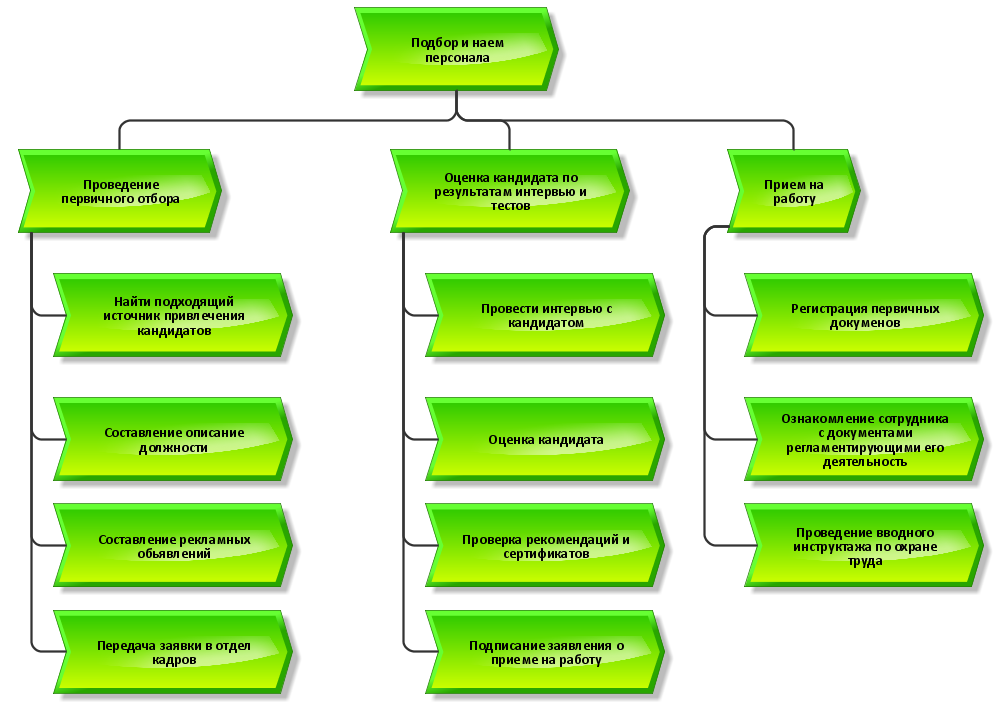 Подбор и наем
персонала
Проведение
первичного отбора
Оценка кандидата по
результатам интервью и
тестов
Прием на
работу
Найти подходящий
источник привлечения
кандидатов
Провести интервью с
кандидатом
Регистрация первичных
докуменов
Составление описание
должности
Оценка кандидата
Ознакомление сотрудника
с документами
регламентирующими его
деятельность
Составление рекламных
обьявлений
Проверка рекомендаций и
сертификатов
Проведение вводного
инструктажа по охране
труда
Передача заявки в отдел
кадров
Подписание заявления о
приеме на работу